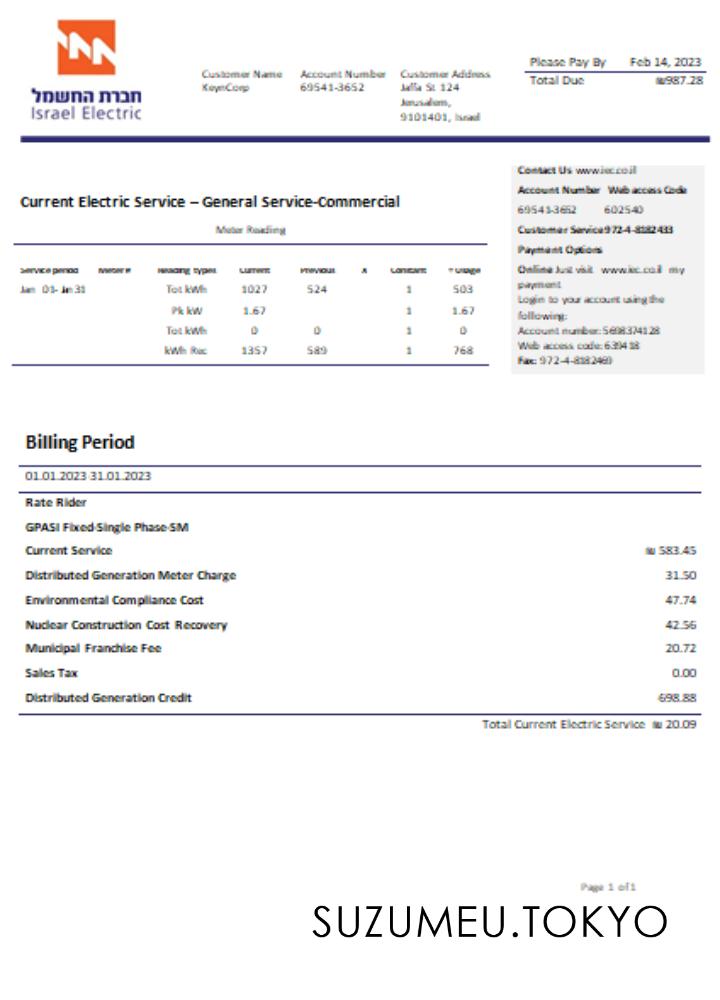 חברת החשמל
Israel Electric
Customer Name
KeynCorp
Account Number
69541-3652
Customer Address
Jaffa St 124
Jerusalem,
9101401, Israel
Please Pay By Feb 14, 2023
Total Due ₪987.28
Current Electric Service – General Service-Commercial
Meter Reading
Service period Meter# Reading types Current Previous X Constant = Usage
Jan 01- Jn 31 Tot kWh 1027 524 1 503
Pk kW 1.67 1 1.67
Tot kWh 0 0 1 0
kWh Rec 1357 589 1 768
Contact Us www.iec.co.il
Account Number Web access Code
69541-3652 602540
Customer Service 972-4-8182433
Payment Options
Online Just visit www.iec.co.il my
payment
Login to your account using the
following:
Account number: 5698374128
Web access code: 639418
Fax: 972-4-8182469
Billing Period
01.01.2023-31.01.2023
Rate Rider
GPASI Fixed-Single Phase-SM
Current Service ₪ 583.45
Distributed Generation Meter Charge 31.50
Environmental Compliance Cost 47.74
Nuclear Construction Cost Recovery 42.56
Municipal Franchise Fee 20.72
Sales Tax 0.00
Distributed Generation Credit -698.88
Total Current Electric Service ₪ 20.09
Page 1 of 1
SUZUMEU.TOKYO